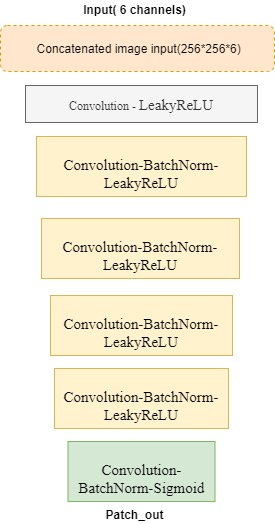 Input( 6 channels)
Concatenated image input(256*256*6)
Convolution - LeakyReLU
Convolution-BatchNorm-
LeakyReLU
Convolution-BatchNorm-
LeakyReLU
Convolution-BatchNorm-
LeakyReLU
Convolution-BatchNorm-
LeakyReLU
Convolution-
BatchNorm-Sigmoid
Patch_out